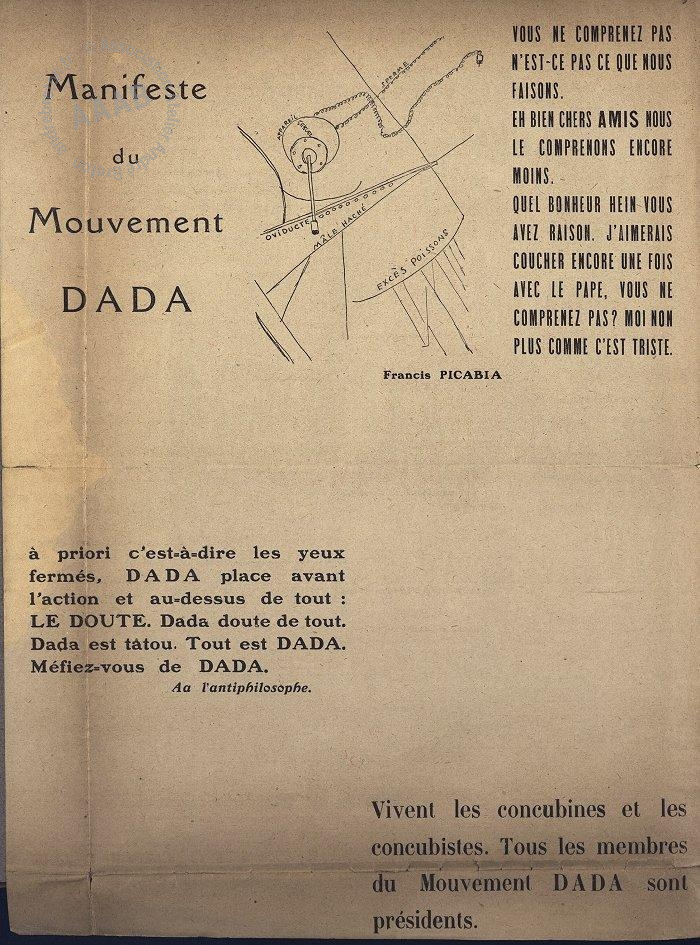 Manifeste
du
Mouvement
DADA
APPAREIL
SPERME
OVIDUCTE
MÂLE HACHÉ
EXCÈS POISSONS
Francis PICABIA
VOUS NE COMPRENEZ PAS
N'EST-CE PAS CE QUE NOUS
FAISONS.
EH BIEN CHERS AMIS NOUS
LE COMPRENONS ENCORE
MOINS.
QUEL BONHEUR HEIN VOUS
AVEZ RAISON. J'AIMERAIS
COUCHER ENCORE UNE FOIS
AVEC LE PAPE, VOUS NE
COMPRENEZ PAS? MOI NON
PLUS COMME C'EST TRISTE.
à priori c'est-à-dire les yeux
fermés, DADA place avant
l'action et au-dessus de tout :
LE DOUTE. Dada doute de tout.
Dada est tatou. Tout est DADA.
Méfiez-vous de DADA.
Aa l'antiphilosophe.
Vivent les concubines et les
concubistes. Tous les membres
du Mouvement DADA sont
présidents.